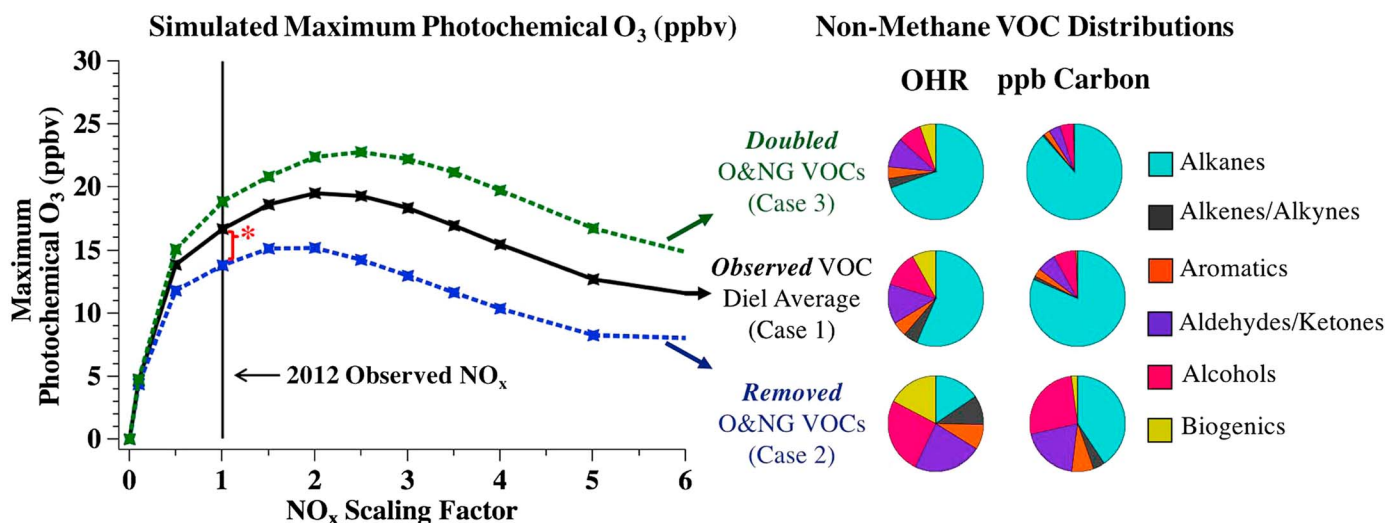 Simulated Maximum Photochemical O₃ (ppbv)
Maximum
Photochemical O₃ (ppbv)
30
25
20
15
10
5
0
*
← 2012 Observed NOₓ
0 1 2 3 4 5 6
NOₓ Scaling Factor
Non-Methane VOC Distributions
OHR ppb Carbon
Doubled
O&NG VOCs
(Case 3)
Observed VOC
Diel Average
(Case 1)
Removed
O&NG VOCs
(Case 2)
Alkanes
Alkenes/Alkynes
Aromatics
Aldehydes/Ketones
Alcohols
Biogenics